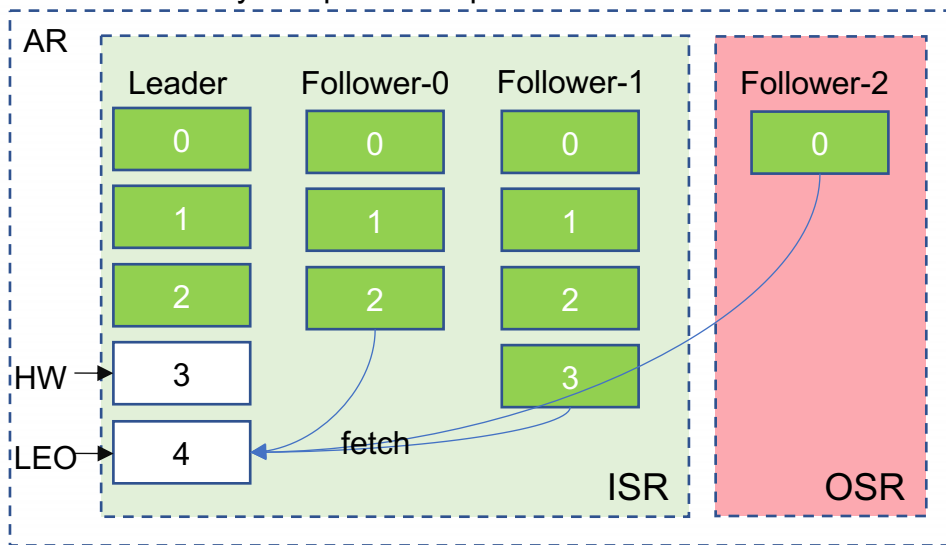 AR
Leader Follower-0 Follower-1 Follower-2
0 0 0 0
1 1 1
2 2 2
HW 3 3
LEO 4 fetch
ISR OSR